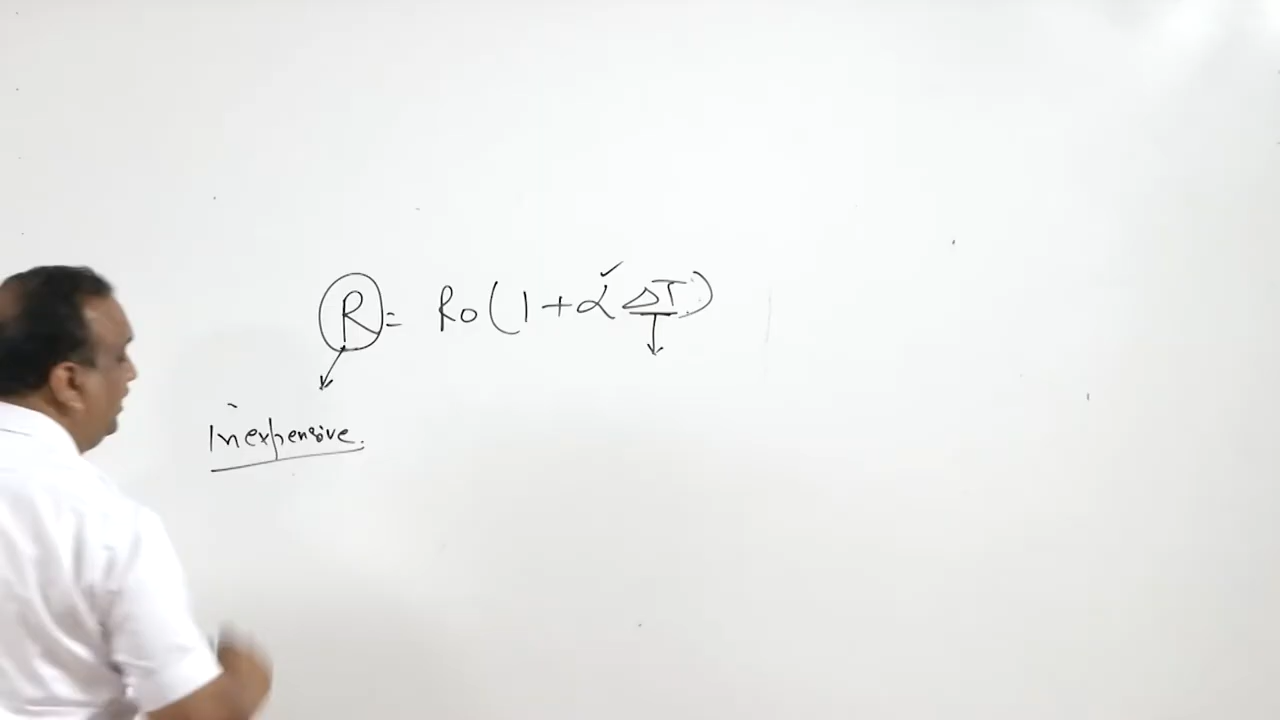 R = Ro(1+α ΔT)
Inexpensive.